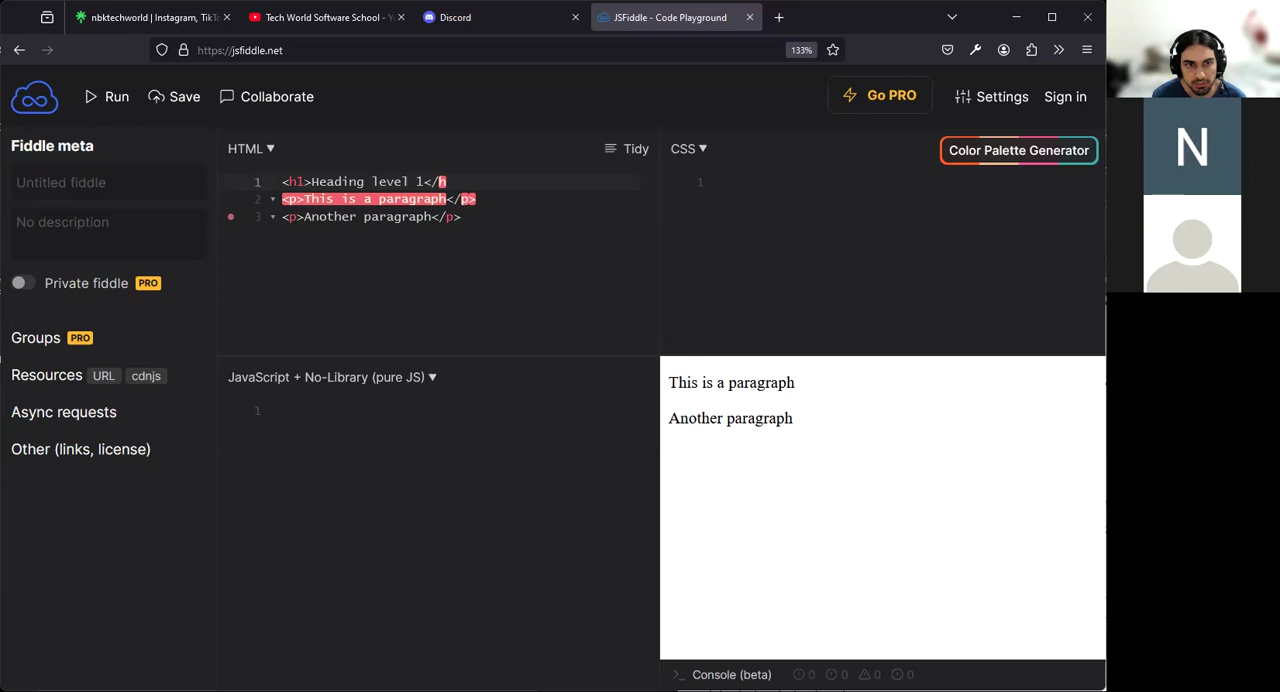 nbktechworld | Instagram, TikTo
Tech World Software School - Y
Discord
JSFiddle - Code Playground
https://jsfiddle.net
133%
Run
Save
Collaborate
Go PRO
Settings
Sign in
Fiddle meta
Untitled fiddle
No description
Private fiddle PRO
Groups PRO
Resources URL cdnjs
Async requests
Other (links, license)
HTML
Tidy
1 <h1>Heading level 1</h
2 <p>This is a paragraph</p>
3 <p>Another paragraph</p>
CSS
Color Palette Generator
1
JavaScript + No-Library (pure JS)
1
This is a paragraph
Another paragraph
>_ Console (beta) 0 0 0 0
N